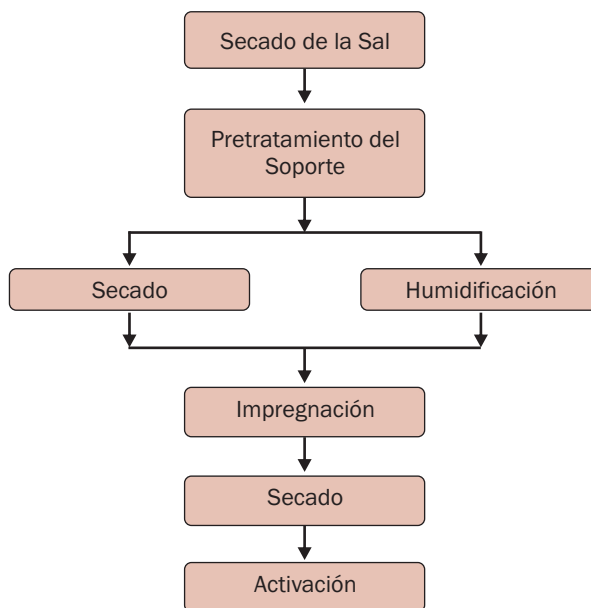 Secado de la Sal
Pretratamiento del
Soporte
Secado
Humidificación
Impregnación
Secado
Activación